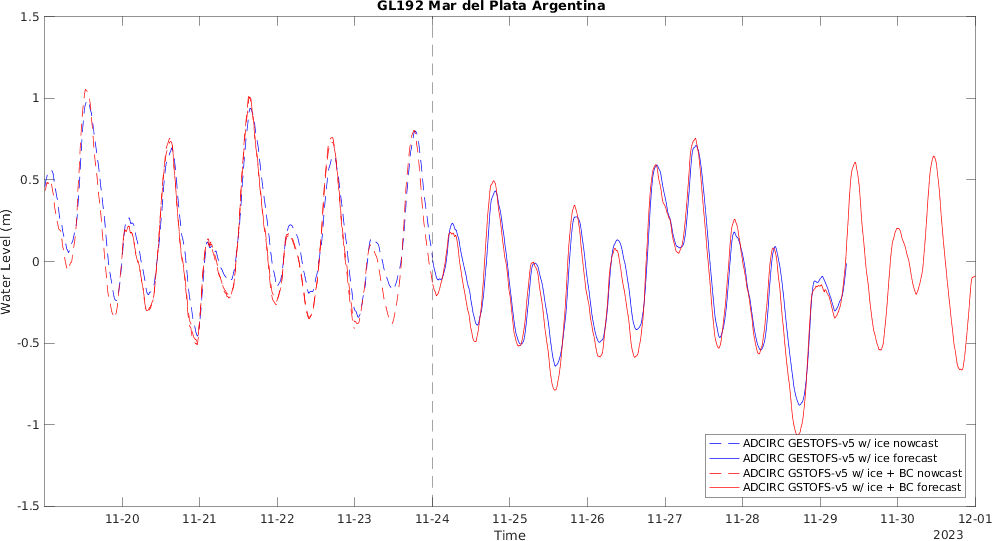 GL192 Mar del Plata Argentina
1.5
1
0.5
0
-0.5
-1
-1.5
Water Level (m)
ADCIRC GESTOFS-v5 w/ ice nowcast
ADCIRC GESTOFS-v5 w/ ice forecast
ADCIRC GSTOFS-v5 w/ ice + BC nowcast
ADCIRC GSTOFS-v5 w/ ice + BC forecast
11-20 11-21 11-22 11-23 11-24 11-25 11-26 11-27 11-28 11-29 11-30 12-01
Time
2023